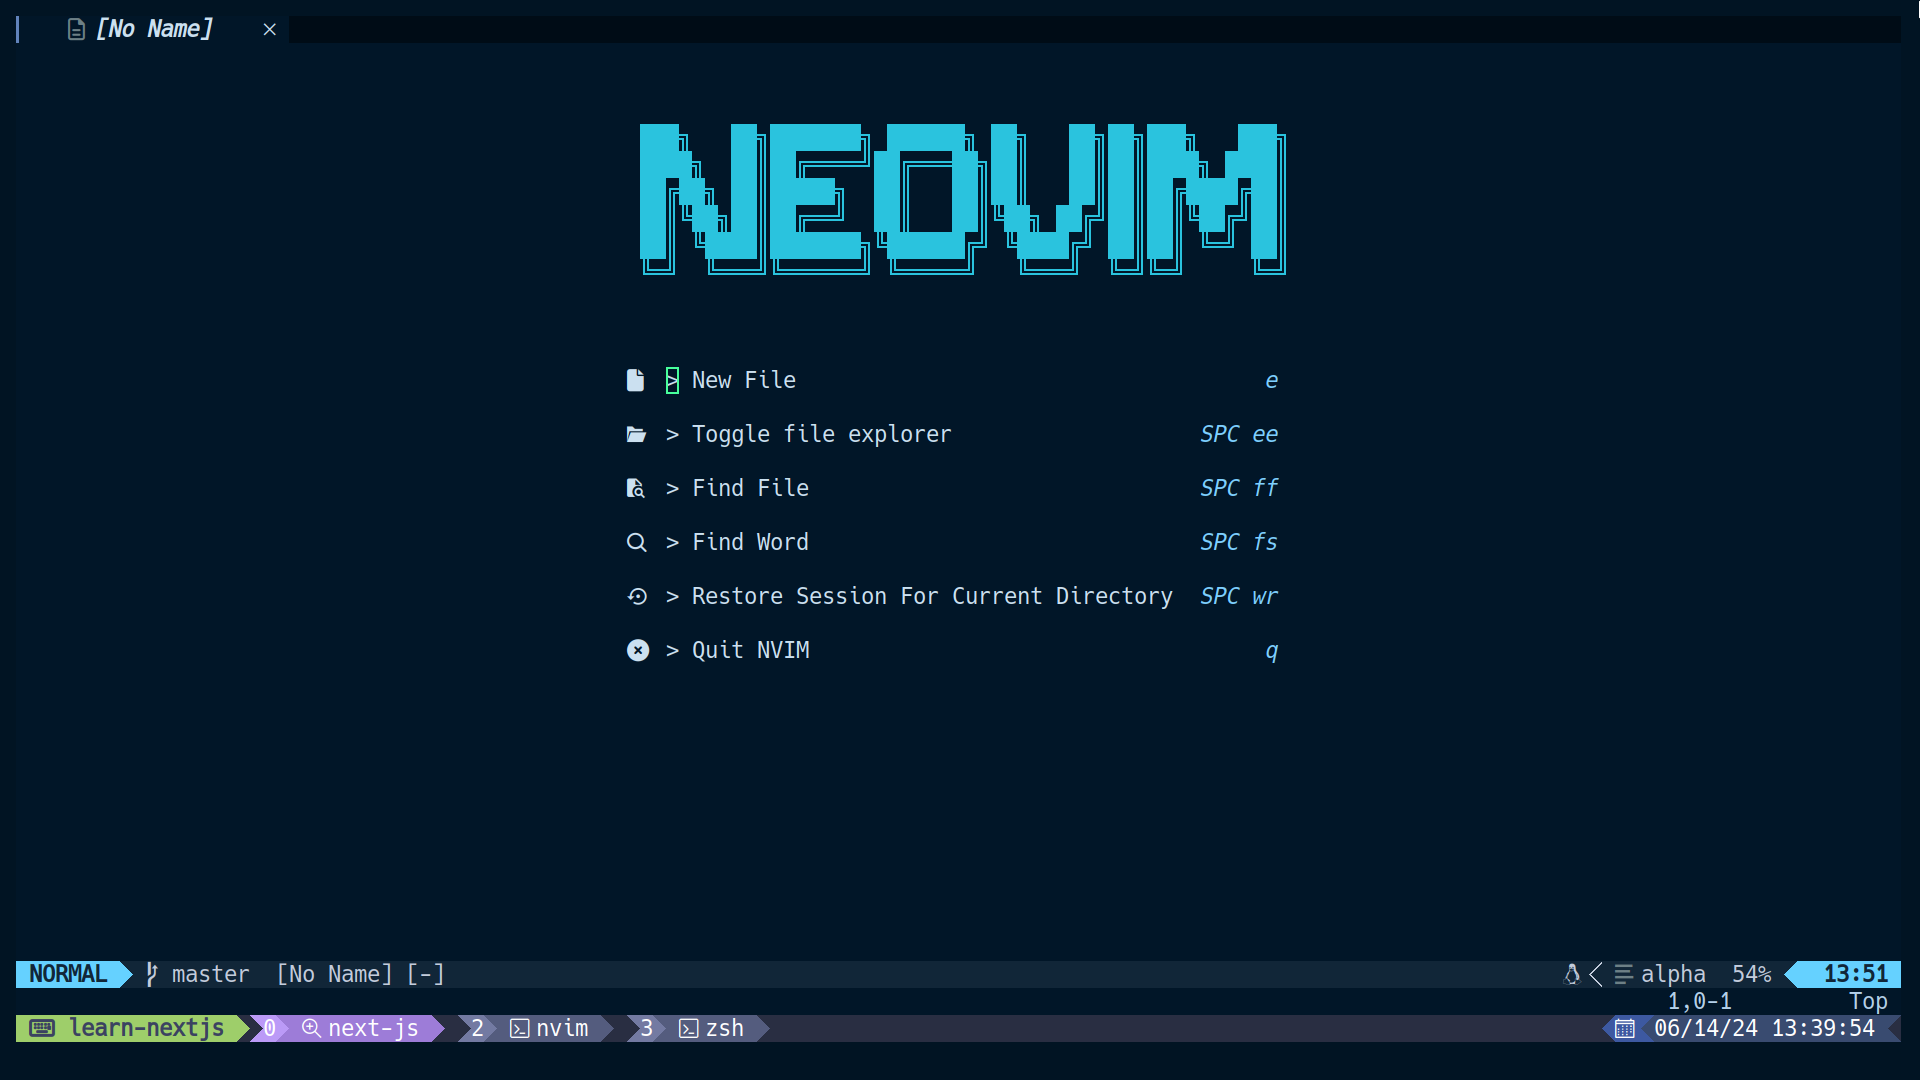 [No Name] ×
NEOVIM
> New File e
> Toggle file explorer SPC ee
> Find File SPC ff
> Find Word SPC fs
> Restore Session For Current Directory SPC wr
> Quit NVIM q
NORMAL master [No Name] [-] alpha 54% 13:51
1,0-1 Top
learn-nextjs 0 next-js 2 nvim 3 zsh 06/14/24 13:39:54